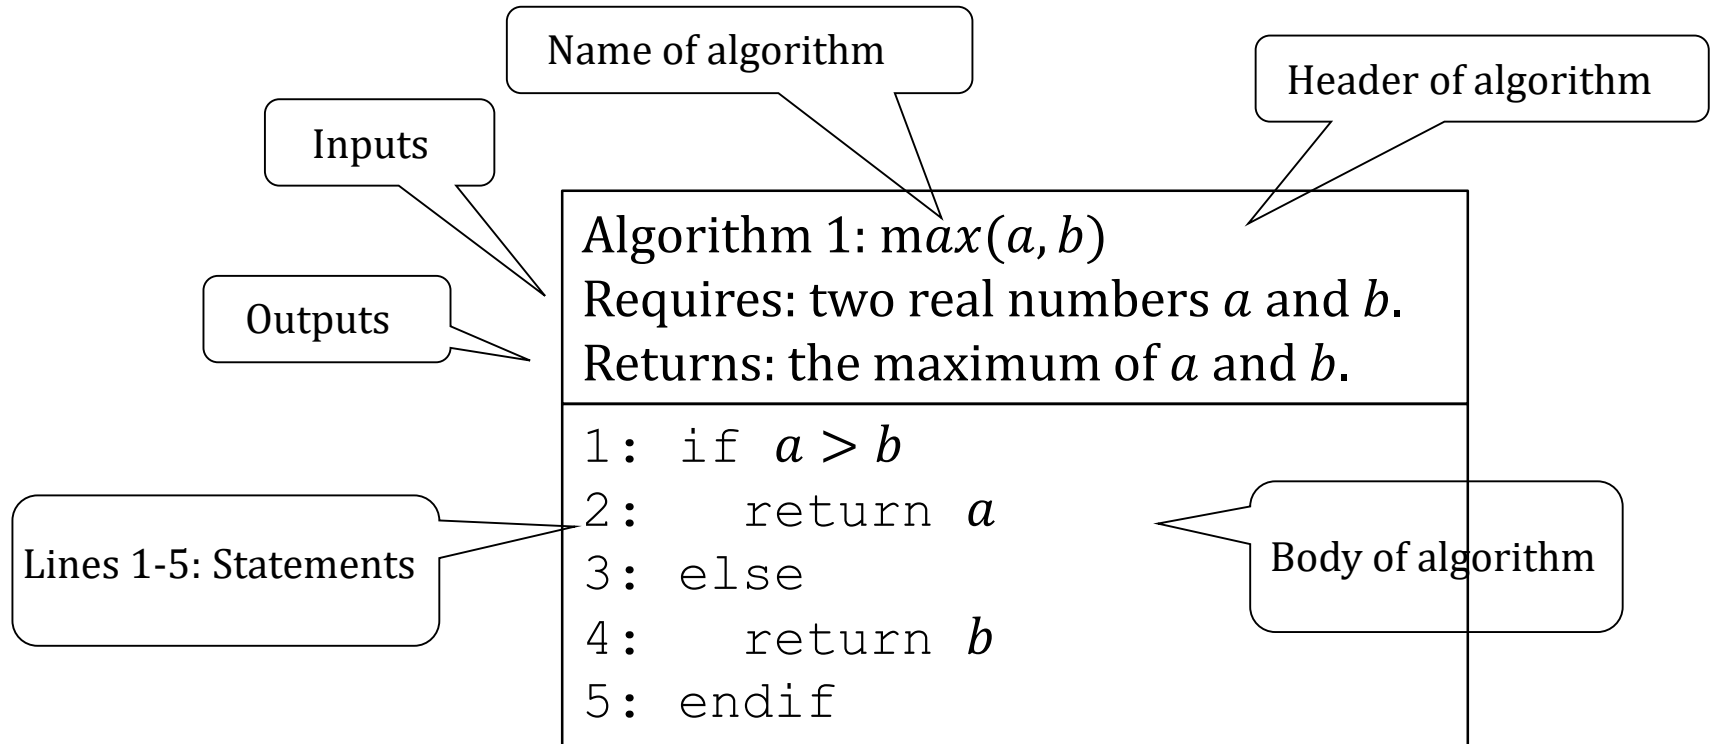 Name of algorithm
Header of algorithm
Inputs
Outputs
Algorithm 1: max(a, b)
Requires: two real numbers a and b.
Returns: the maximum of a and b.
1: if a > b
2: return a
3: else
4: return b
5: endif
Lines 1-5: Statements
Body of algorithm